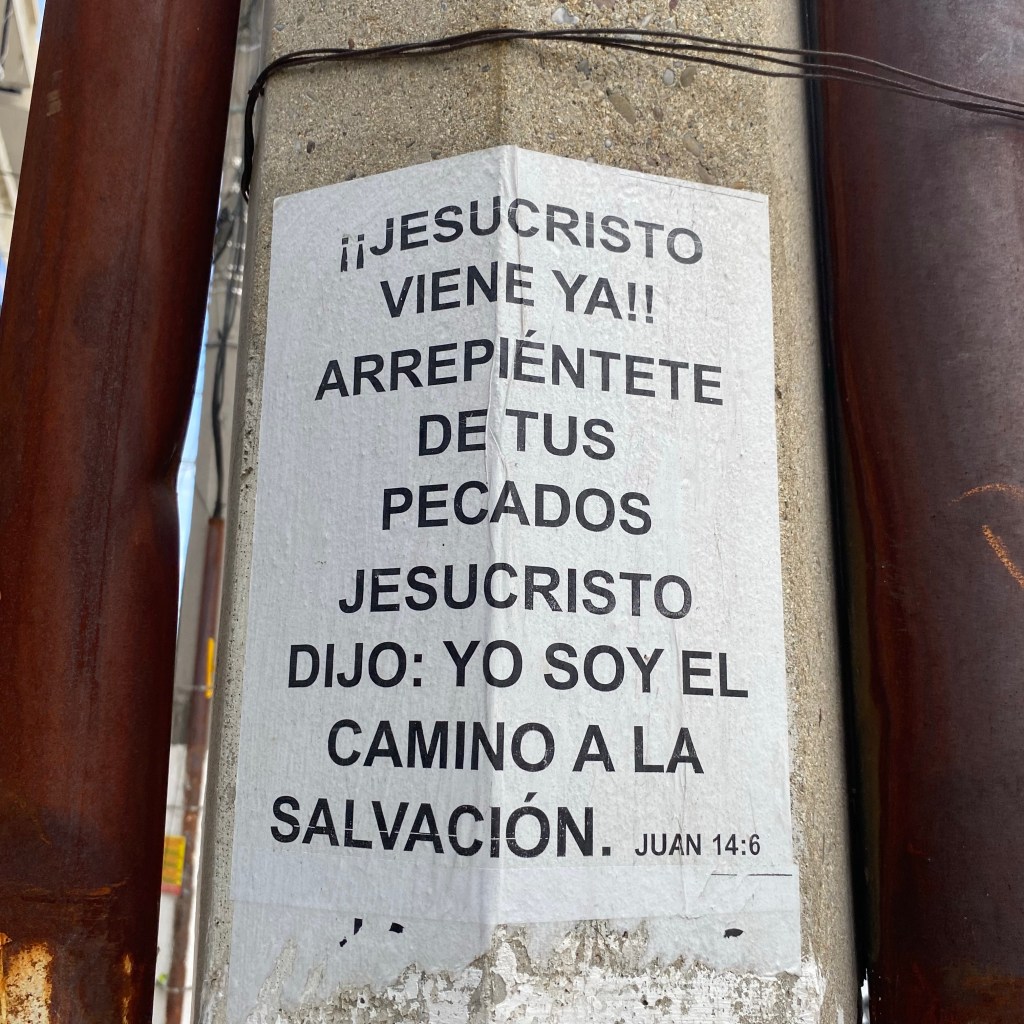 ¡¡JESUCRISTO
VIENE YA!!
ARREPIÉNTETE
DE TUS
PECADOS
JESUCRISTO
DIJO: YO SOY EL
CAMINO A LA
SALVACIÓN. JUAN 14:6